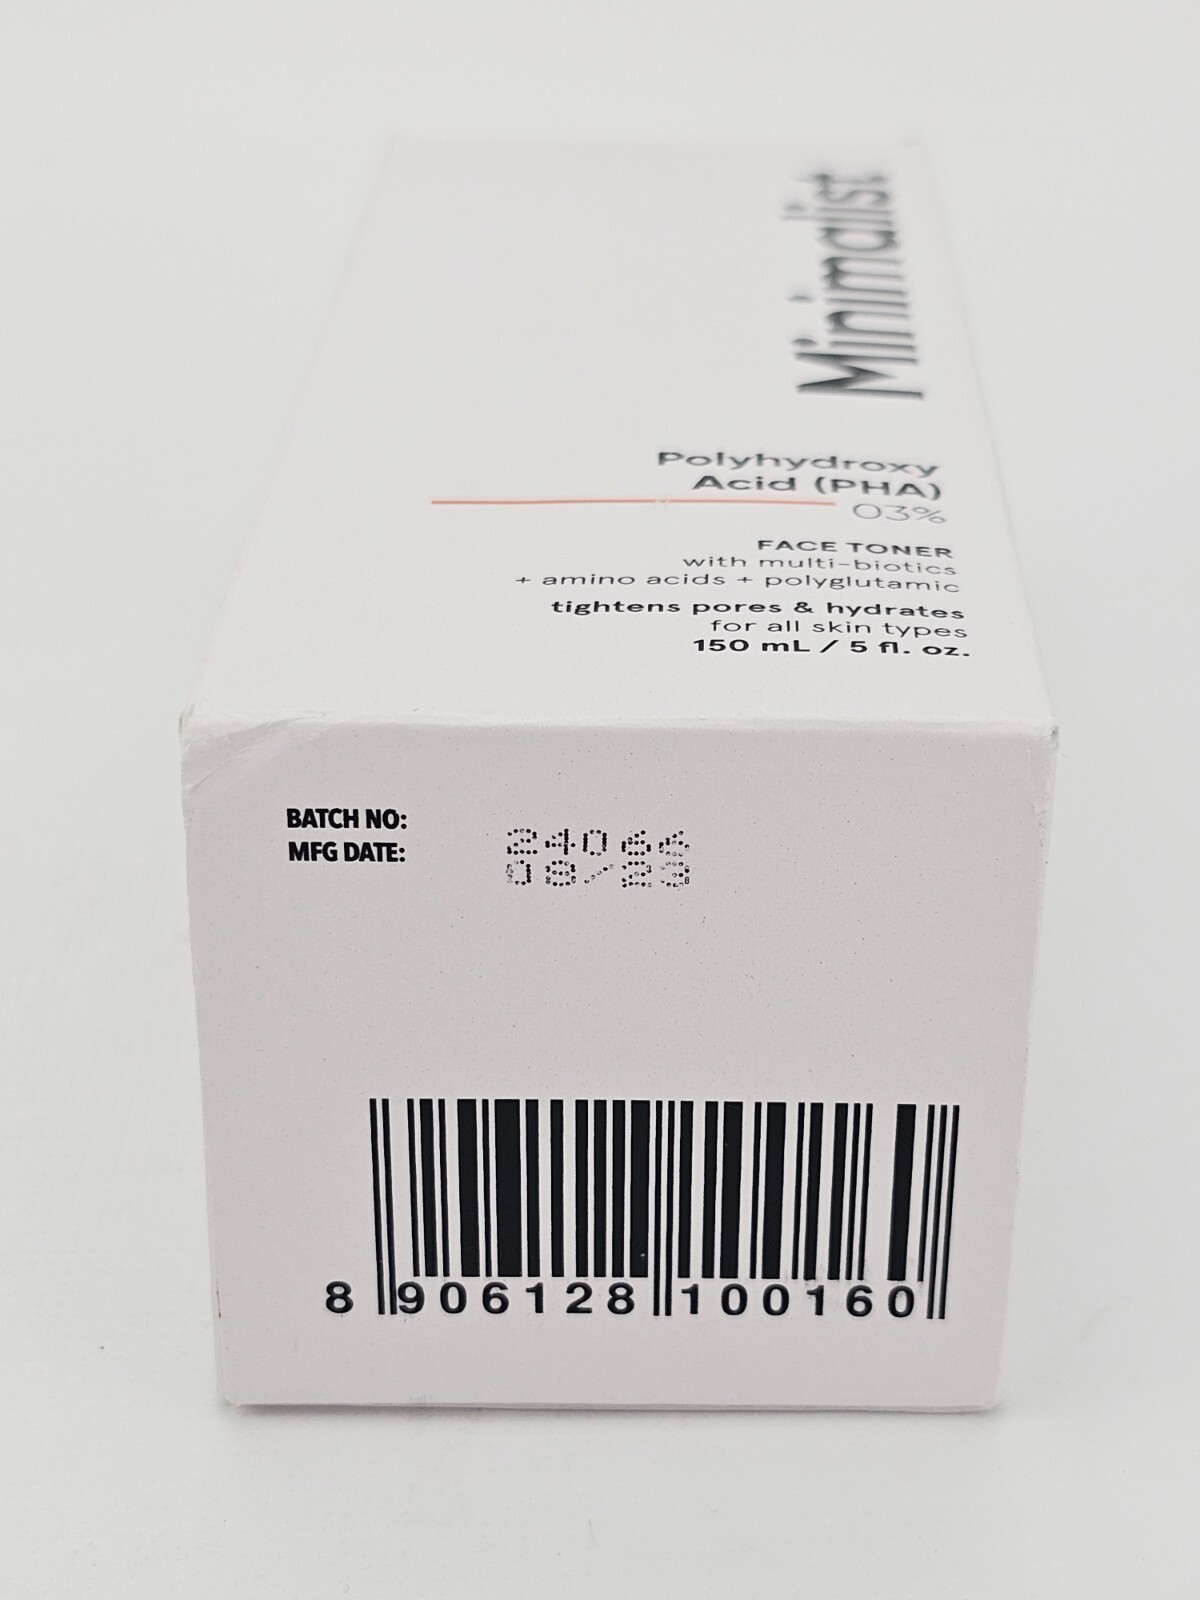 Minimalist
Polyhydroxy
Acid (PHA)
03%
FACE TONER
with multi-biotics
+ amino acids + polyglutamic
tightens pores & hydrates
for all skin types
150 mL / 5 fl. oz.
BATCH NO: 24066
MFG DATE: 08/23
8 906128 100160